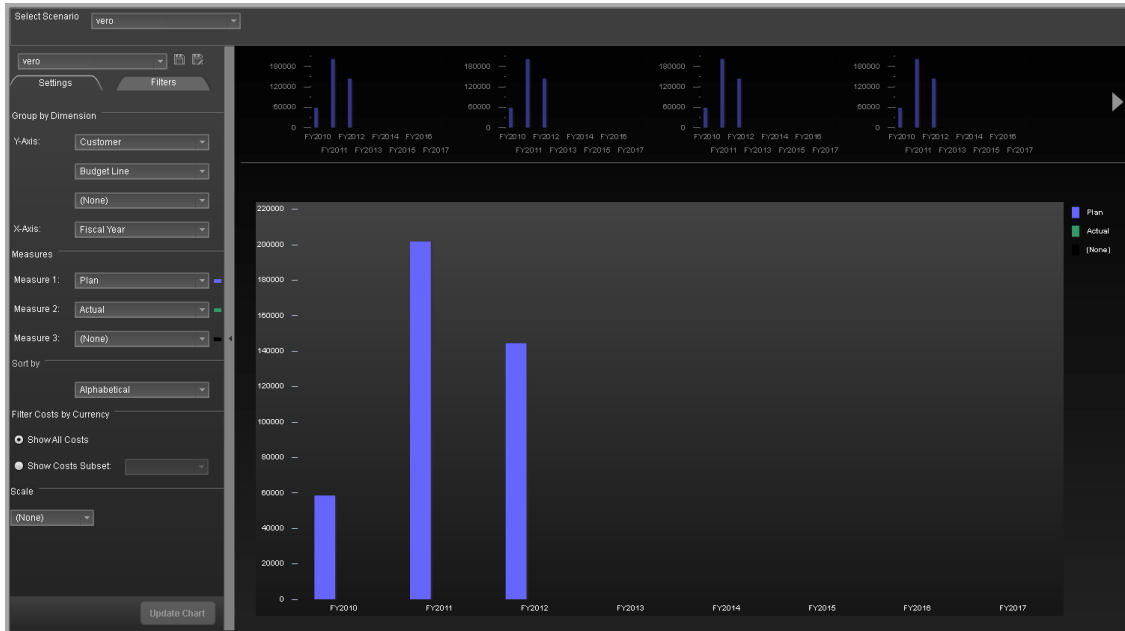 Select Scenario vero
vero
Settings Filters
Group by Dimension
Y-Axis: Customer
Budget Line
(None)
X-Axis: Fiscal Year
Measures
Measure 1: Plan
Measure 2: Actual
Measure 3: (None)
Sort by
Alphabetical
Filter Costs by Currency
Show All Costs
Show Costs Subset:
Scale
(None)
Update Chart
180000
120000
60000
0
FY2010 FY2012 FY2014 FY2016
FY2011 FY2013 FY2015 FY2017
180000
120000
60000
0
FY2010 FY2012 FY2014 FY2016
FY2011 FY2013 FY2015 FY2017
180000
120000
60000
0
FY2010 FY2012 FY2014 FY2016
FY2011 FY2013 FY2015 FY2017
180000
120000
60000
0
FY2010 FY2012 FY2014 FY2016
FY2011 FY2013 FY2015 FY2017
220000
200000
180000
160000
140000
120000
100000
80000
60000
40000
20000
0
FY2010 FY2011 FY2012 FY2013 FY2014 FY2015 FY2016 FY2017
Plan
Actual
(None)